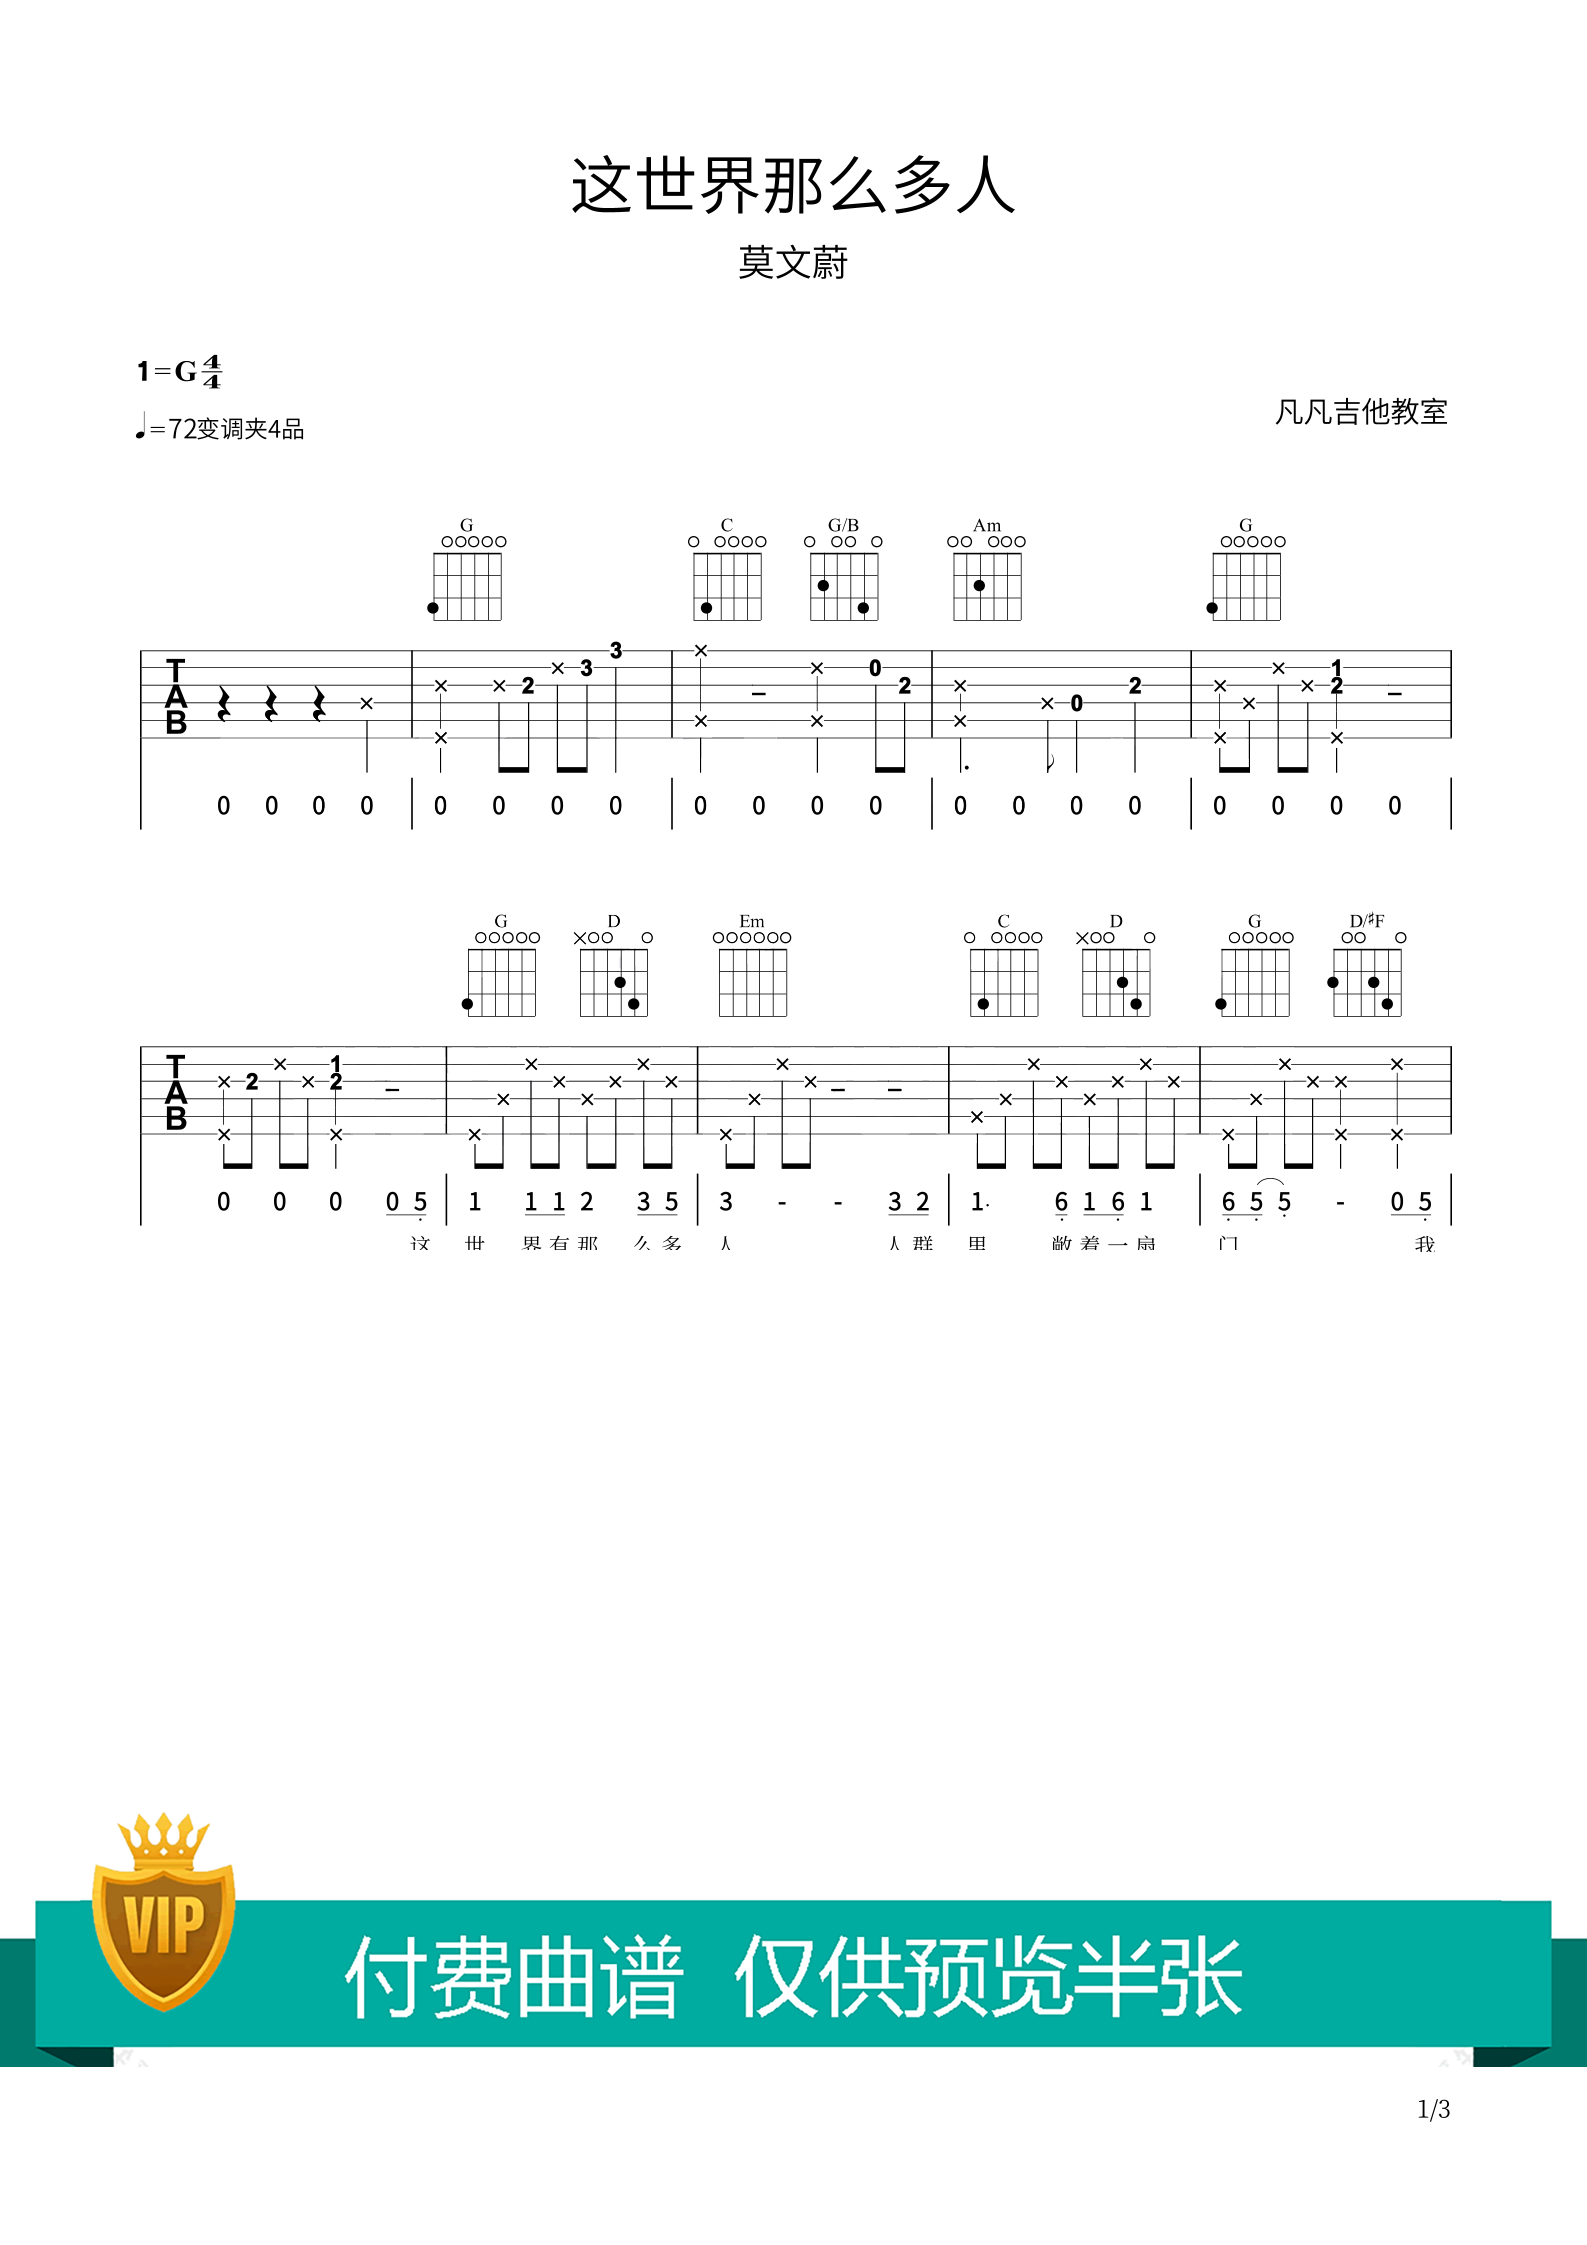 这世界那么多人
莫文蔚
1=G 4/4
♩=72变调夹4品
凡凡吉他教室
G C G/B Am G
T A B × × × × 2 × 3 3 × × × × 0 2 × × × 0 2 × × × × × 1 2 ×
0 0 0 0 0 0 0 0 0 0 0 0 0 0 0 0 0 0 0 0
G D Em C D G D/♯F
T A B × × 2 × × 1 2 × × × × × × × × × × × × × × × × × × × × × × × × × × × × ×
0 0 0 0 5 1 1 1 2 3 5 3 - - 3 2 1. 6 1 6 1 6 5 5 - 0 5
这 世 界 有 那 么 多 人 人 群 里 敞 着 一 扇 门 我
VIP
付费曲谱 仅供预览半张
1/3